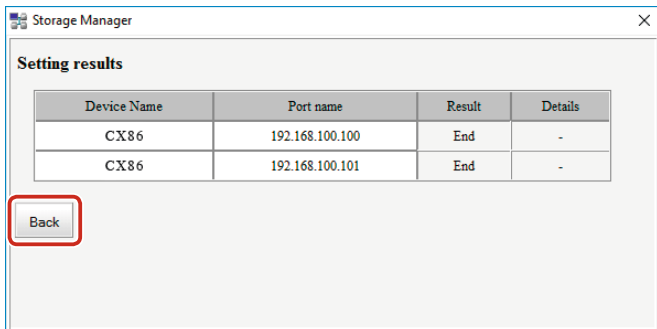 Storage Manager
Setting results
Device Name Port name Result Details
CX86 192.168.100.100 End -
CX86 192.168.100.101 End -
Back